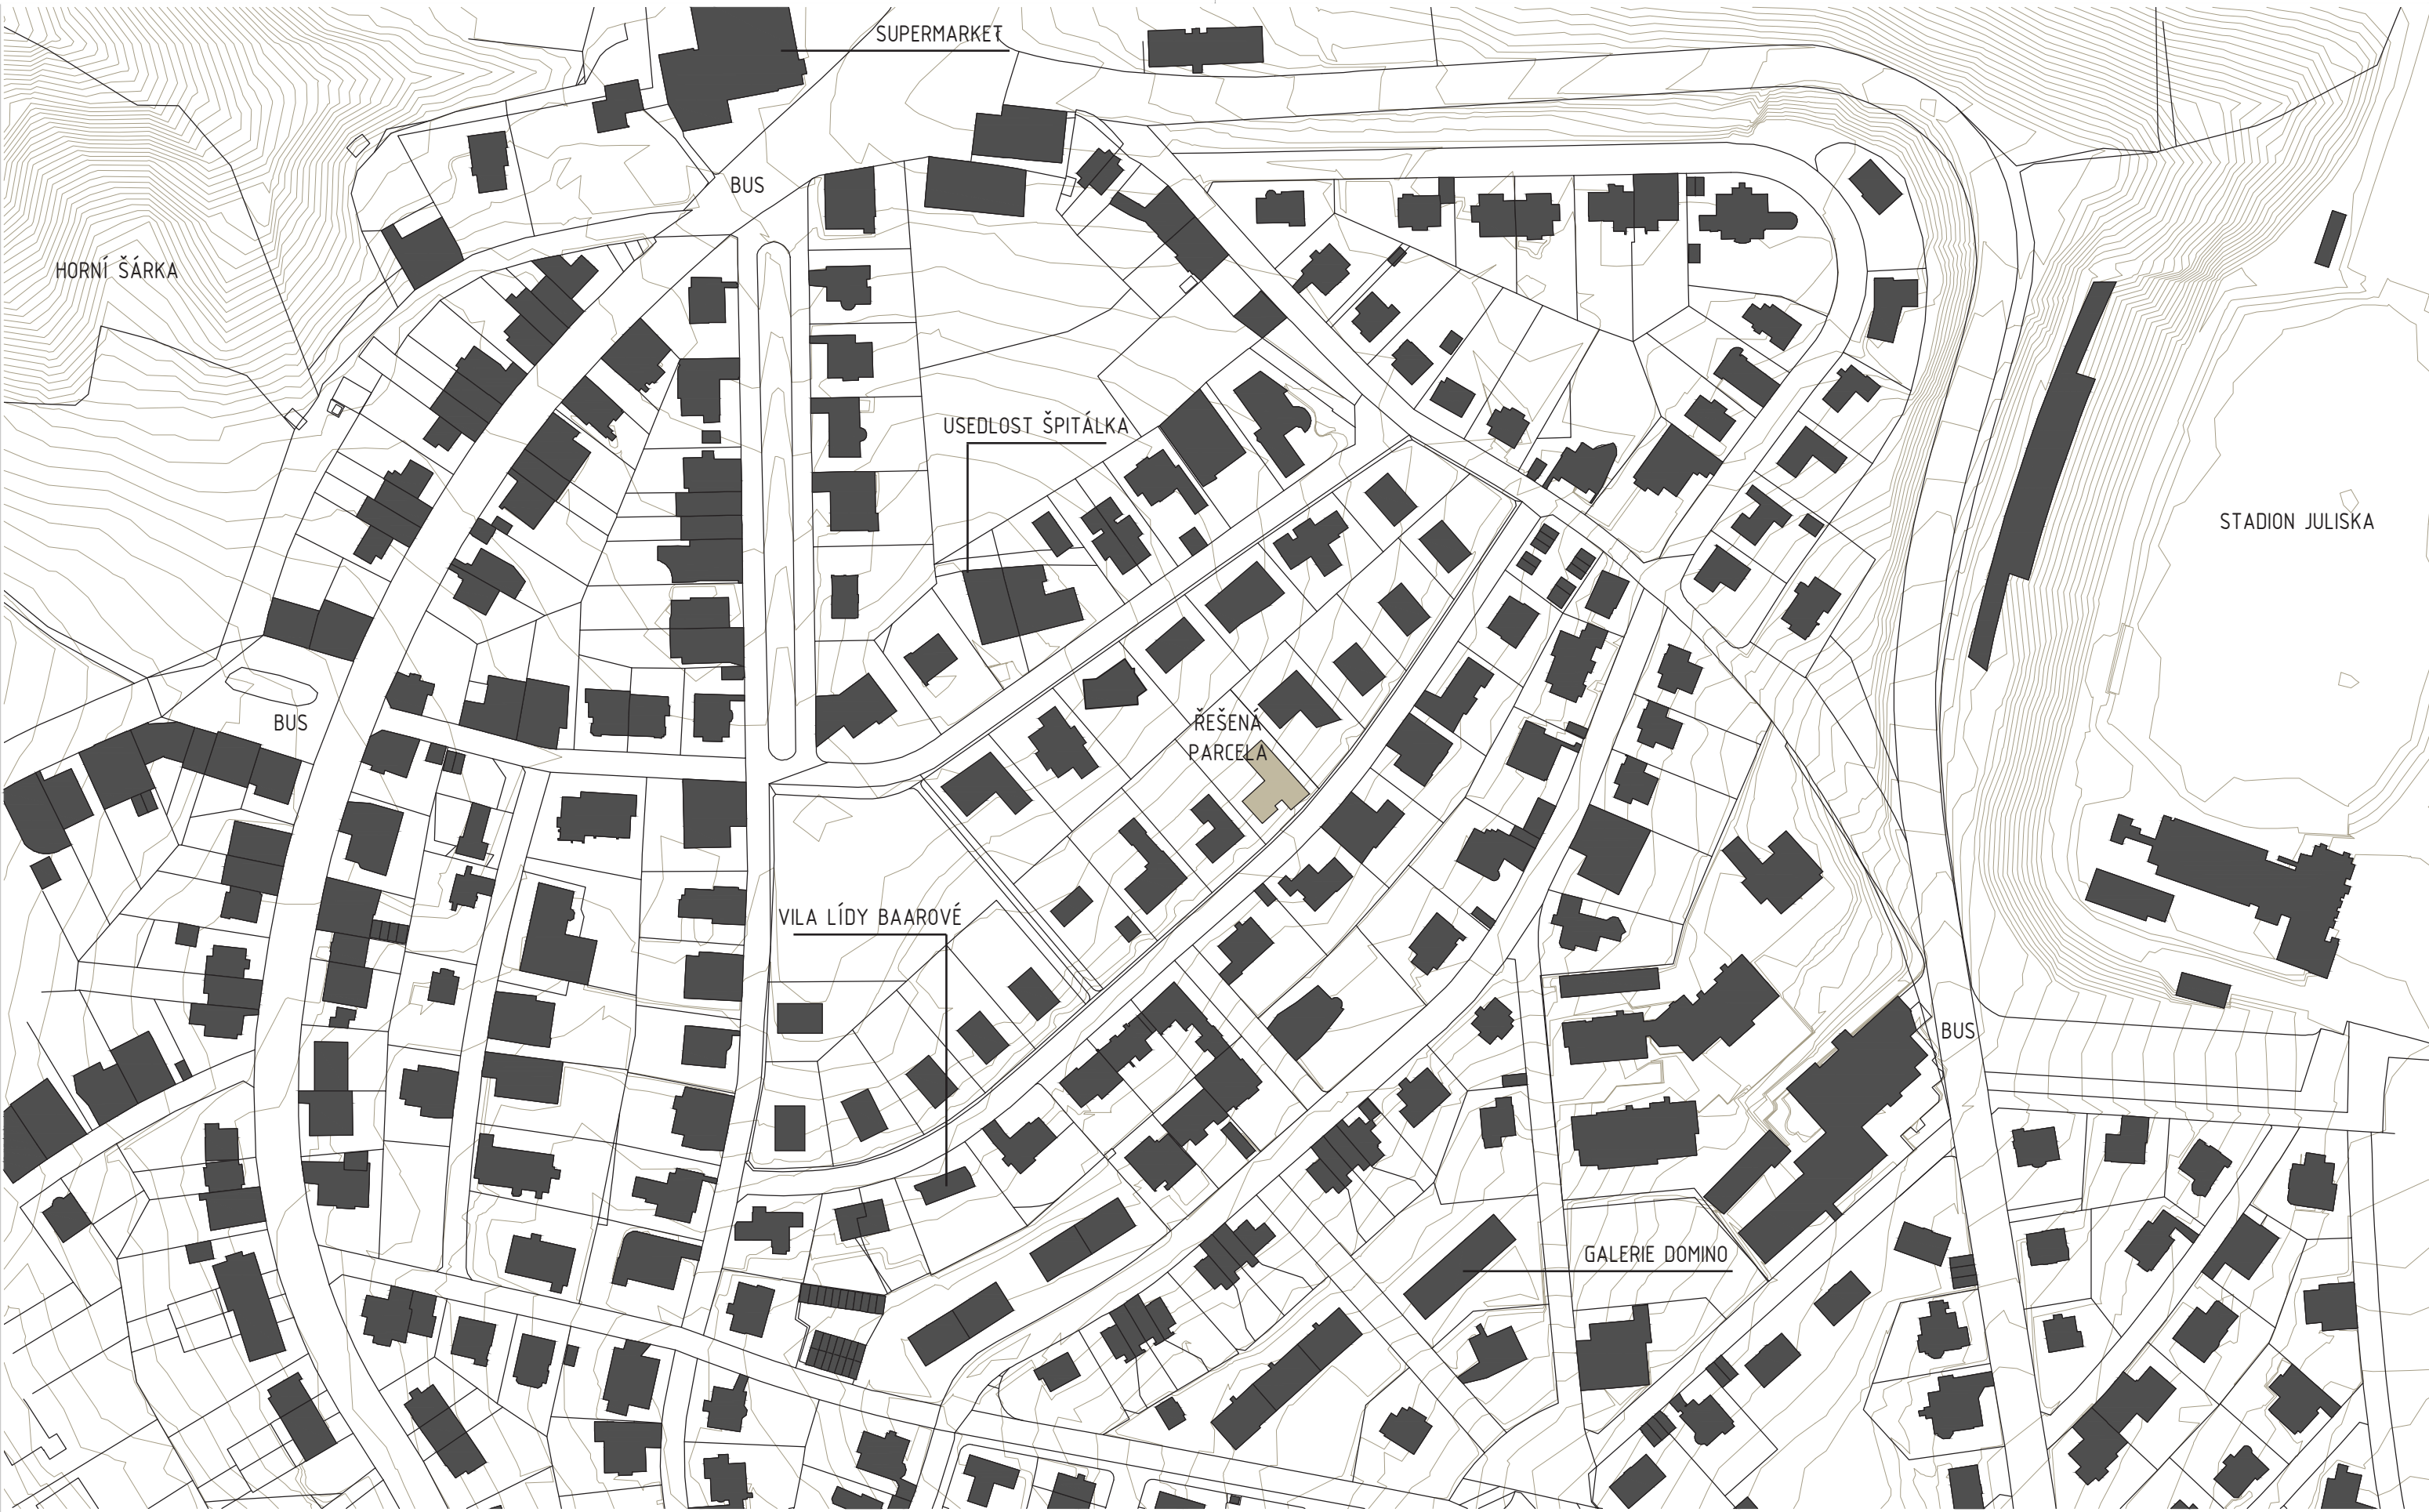 SUPERMARKET
BUS
HORNÍ ŠÁRKA
USEDLOST ŠPITÁLKA
STADION JULISKA
BUS
ŘEŠENÁ
PARCELA
VILA LÍDY BAAROVÉ
BUS
GALERIE DOMINO